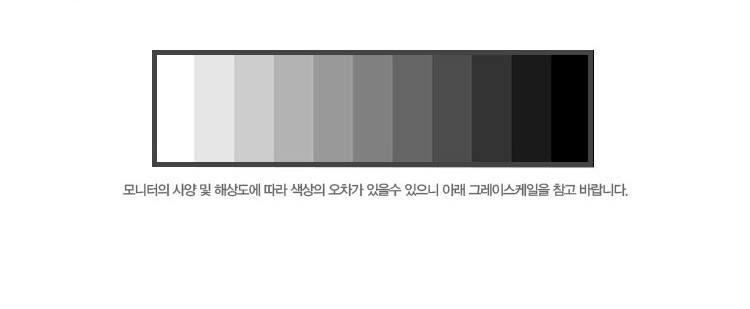 모니터의 사양 및 해상도에 따라 색상의 오차가 있을수 있으니 아래 그레이스케일을 참고 바랍니다.